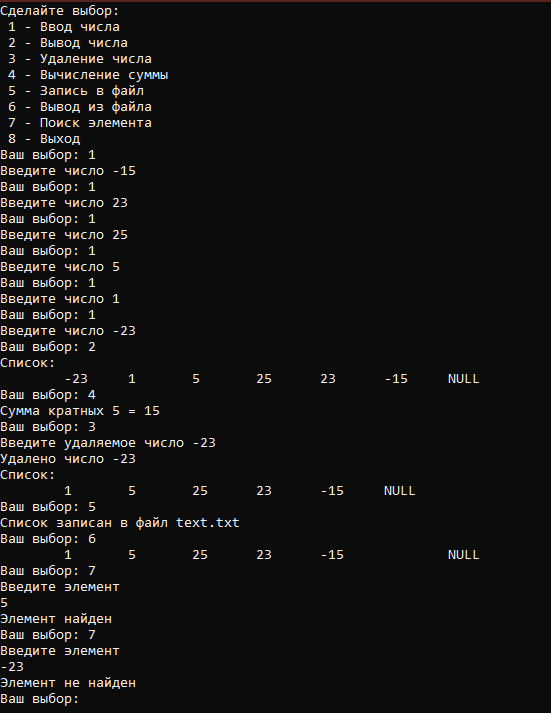 Сделайте выбор:
1 - Ввод числа
2 - Вывод числа
3 - Удаление числа
4 - Вычисление суммы
5 - Запись в файл
6 - Вывод из файла
7 - Поиск элемента
8 - Выход
Ваш выбор: 1
Введите число -15
Ваш выбор: 1
Введите число 23
Ваш выбор: 1
Введите число 25
Ваш выбор: 1
Введите число 5
Ваш выбор: 1
Введите число 1
Ваш выбор: 1
Введите число -23
Ваш выбор: 2
Список:
-23 1 5 25 23 -15 NULL
Ваш выбор: 4
Сумма кратных 5 = 15
Ваш выбор: 3
Введите удаляемое число -23
Удалено число -23
Список:
1 5 25 23 -15 NULL
Ваш выбор: 5
Список записан в файл text.txt
Ваш выбор: 6
1 5 25 23 -15 NULL
Ваш выбор: 7
Введите элемент
5
Элемент найден
Ваш выбор: 7
Введите элемент
-23
Элемент не найден
Ваш выбор: